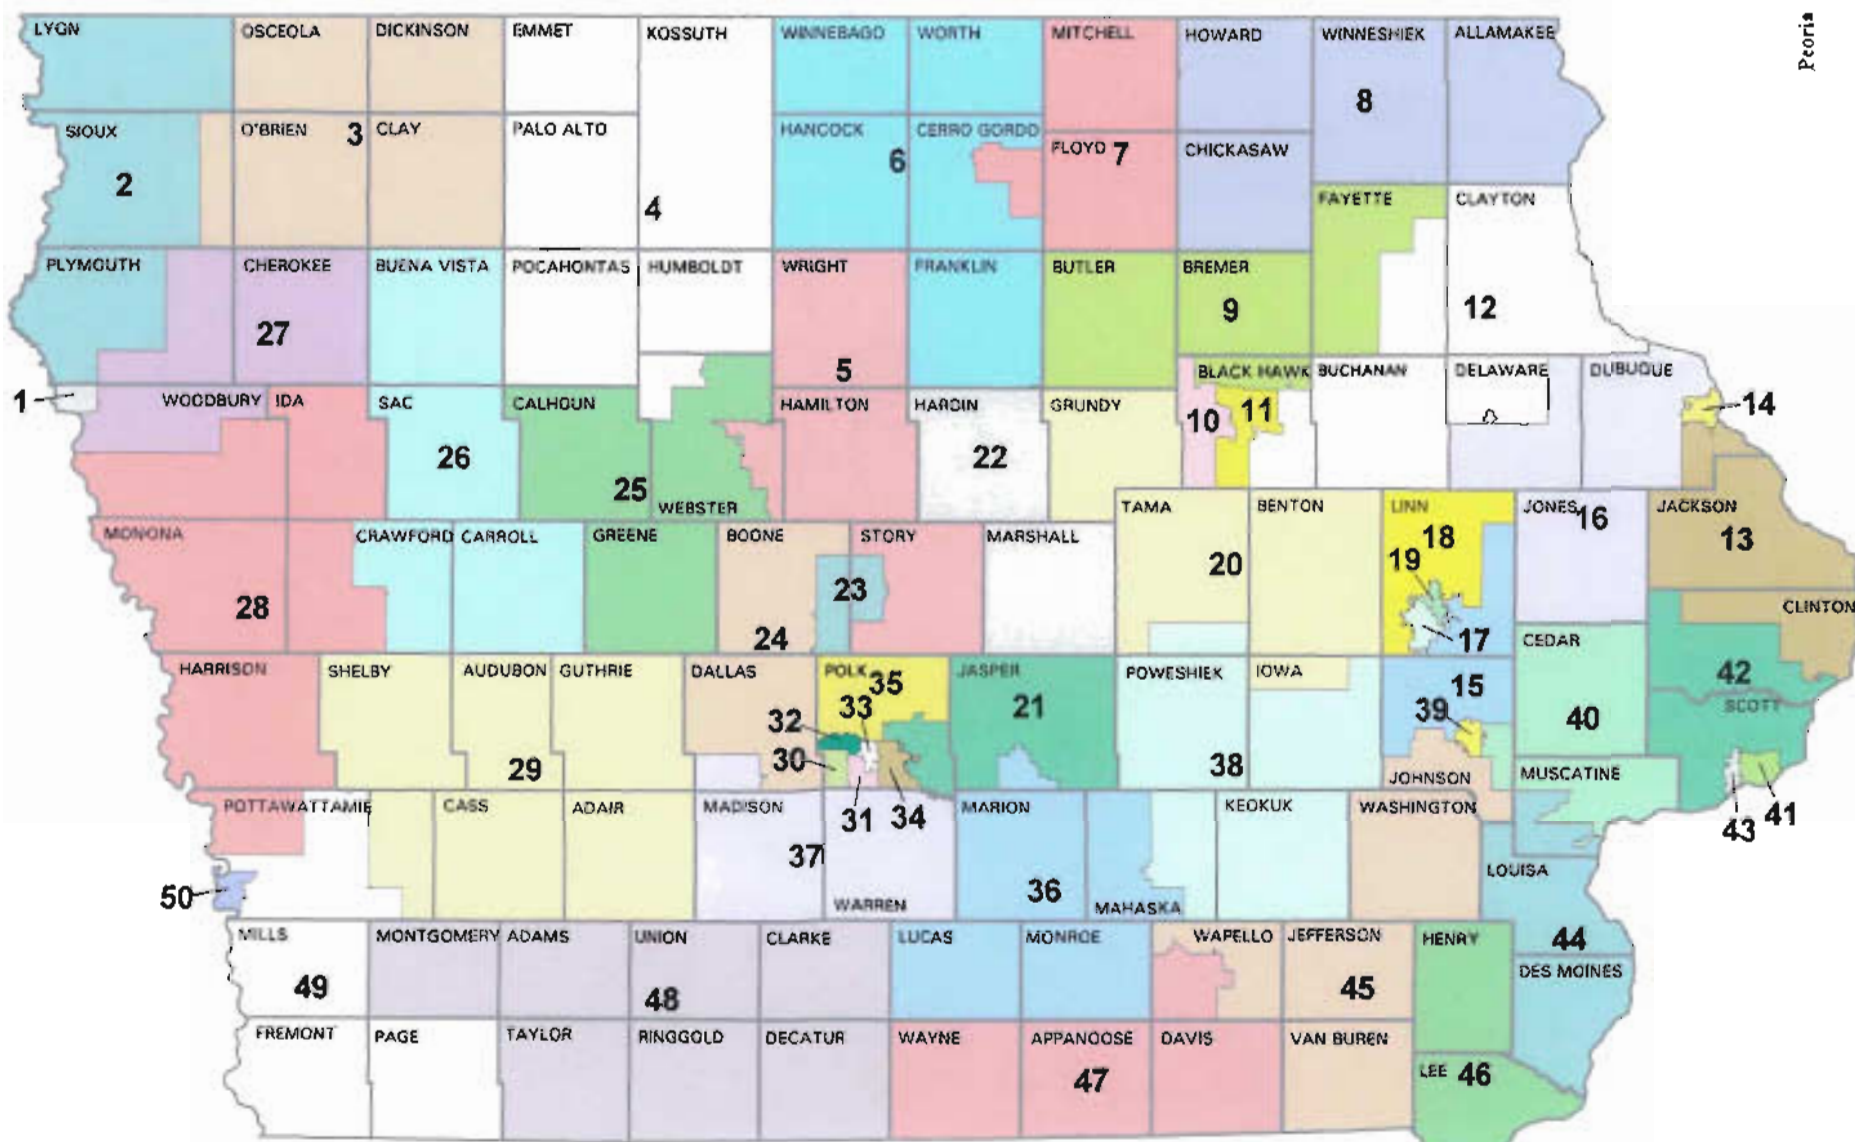 LYON OSCEOLA DICKINSON EMMET KOSSUTH WINNEBAGO WORTH MITCHELL HOWARD WINNESHIEK ALLAMAKEE
Peoria
8
SIOUX O'BRIEN 3 CLAY PALO ALTO HANCOCK CERRO GORDO FLOYD 7 CHICKASAW
2 4 6
FAYETTE CLAYTON
PLYMOUTH CHEROKEE BUENA VISTA POCAHONTAS HUMBOLDT WRIGHT FRANKLIN BUTLER BREMER
27 9 12
5 BLACK HAWK BUCHANAN DELAWARE DUBUQUE
1 WOODBURY IDA SAC CALHOUN HAMILTON HARDIN GRUNDY 10 11 14
26 25 22
WEBSTER
MONONA CRAWFORD CARROLL GREENE BOONE STORY MARSHALL TAMA BENTON LINN JONES 16 JACKSON
18 13
28 24 23 20 19 17
CLINTON
CEDAR
HARRISON SHELBY AUDUBON GUTHRIE DALLAS POLK 35 JASPER POWESHIEK IOWA 15 42
32 33 21 39 40 SCOTT
29 30 38 JOHNSON MUSCATINE
POTTAWATTAMIE CASS ADAIR MADISON 31 34 MARION KEOKUK WASHINGTON 43 41
37 36 LOUISA
50 WARREN MAHASKA
MILLS MONTGOMERY ADAMS UNION CLARKE LUCAS MONROE WAPELLO JEFFERSON HENRY 44
49 48 45 DES MOINES
FREMONT PAGE TAYLOR RINGGOLD DECATUR WAYNE APPANOOSE DAVIS VAN BUREN
47 LEE 46